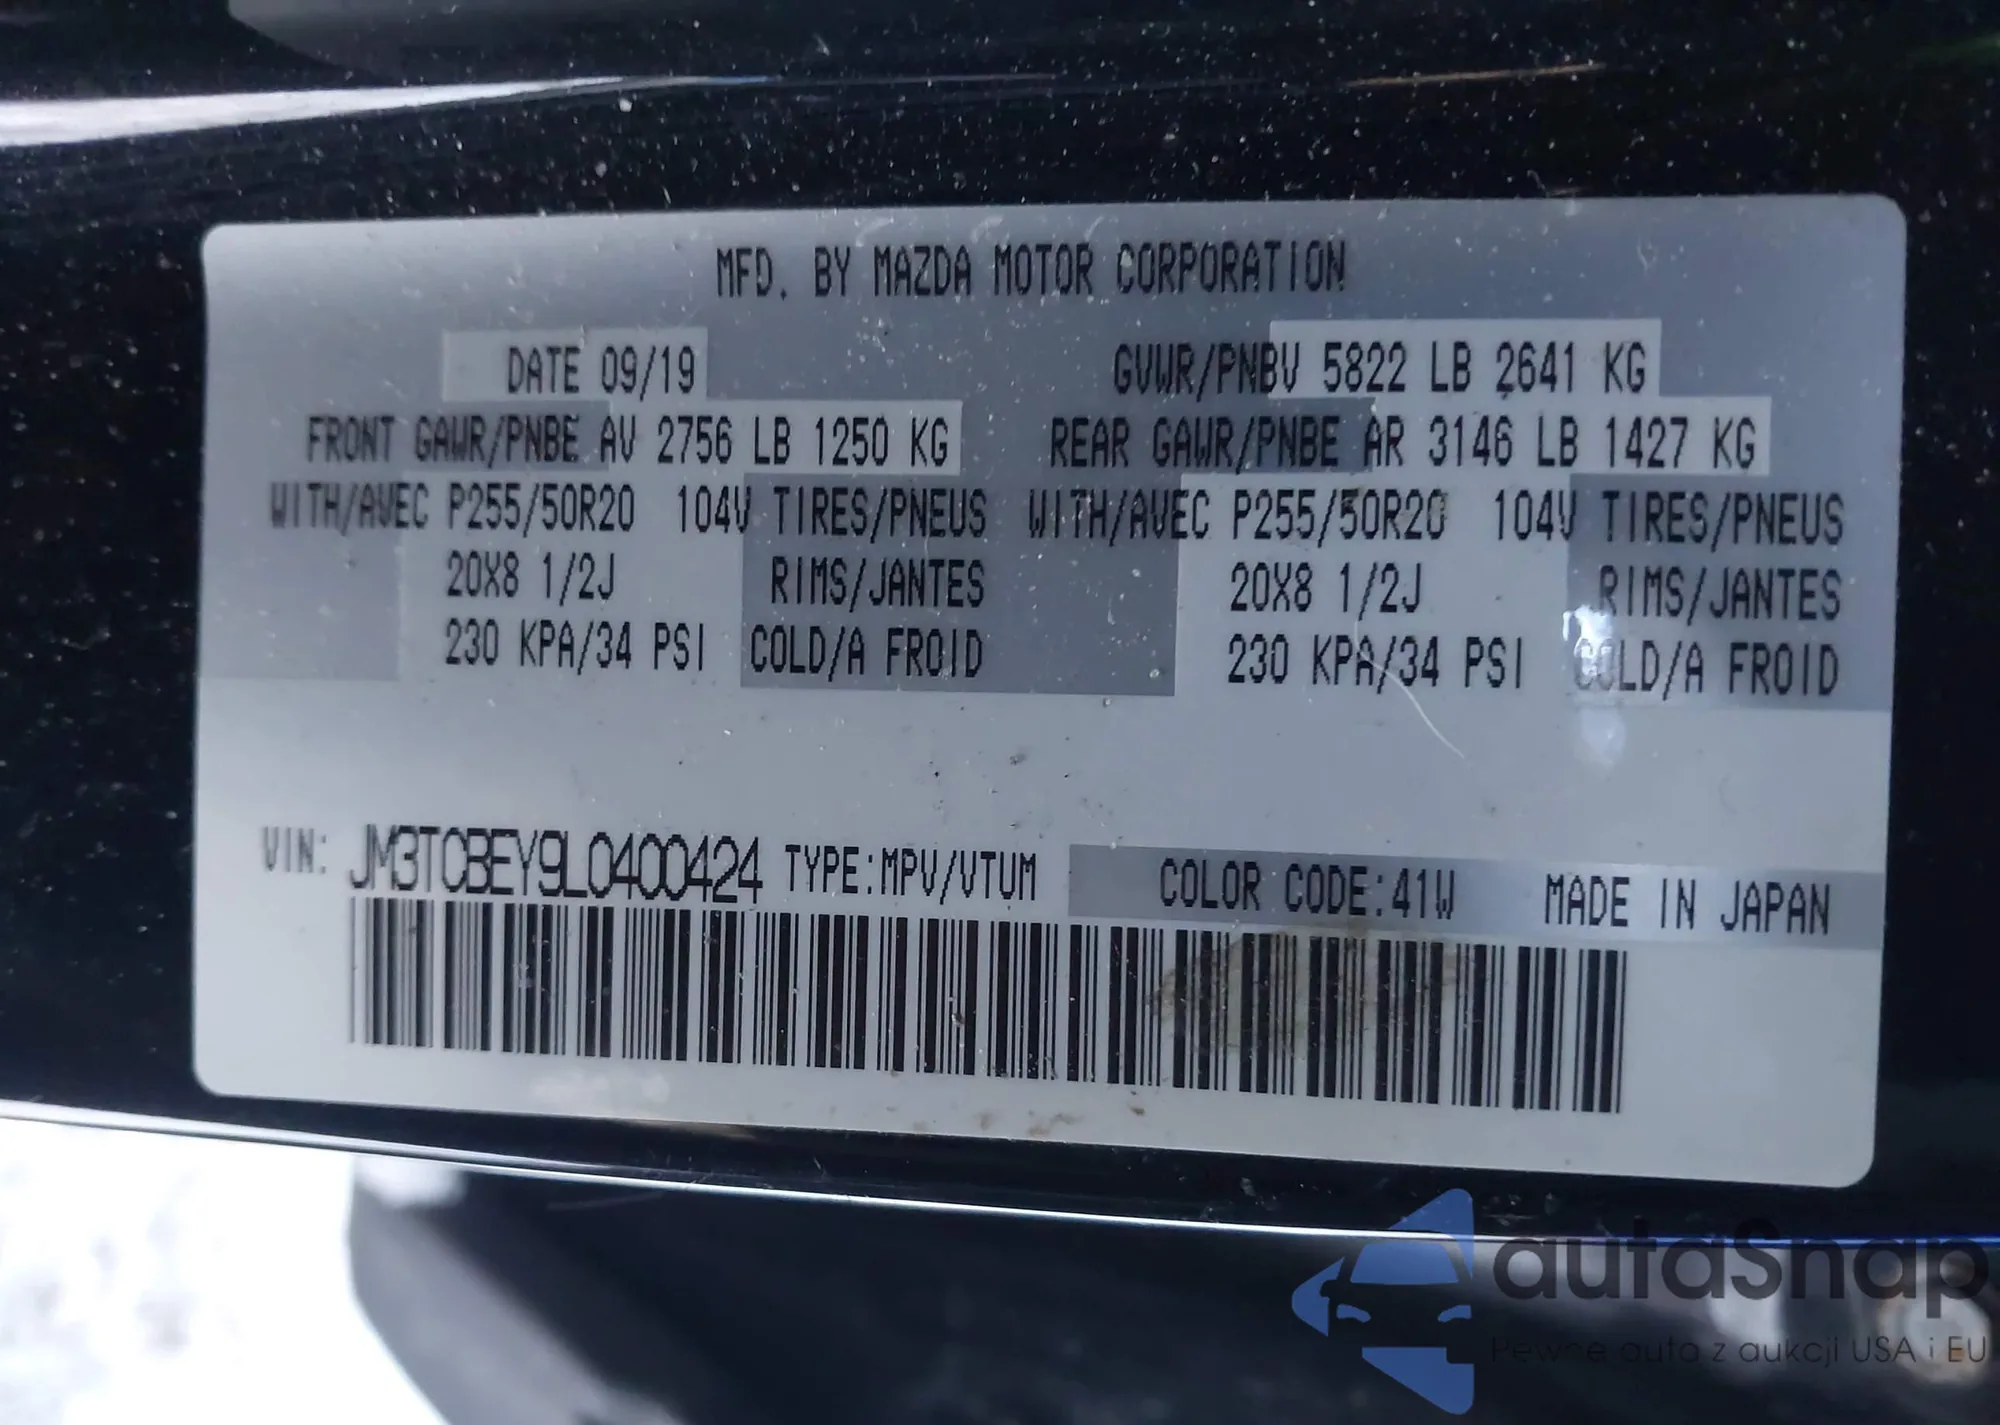 MFD. BY MAZDA MOTOR CORPORATION
DATE 09/19 GVWR/PNBV 5822 LB 2641 KG
FRONT GAWR/PNBE AV 2756 LB 1250 KG REAR GAWR/PNBE AR 3146 LB 1427 KG
WITH/AVEC P255/50R20 104V TIRES/PNEUS WITH/AVEC P255/50R20 104V TIRES/PNEUS
20X8 1/2J RIMS/JANTES 20X8 1/2J RIMS/JANTES
230 KPA/34 PSI COLD/A FROID 230 KPA/34 PSI COLD/A FROID
VIN: JM3TCBEY9L0400424 TYPE:MPV/VTUM COLOR CODE:41W MADE IN JAPAN
autaSnap
Pewne auta z aukcji USA i EU